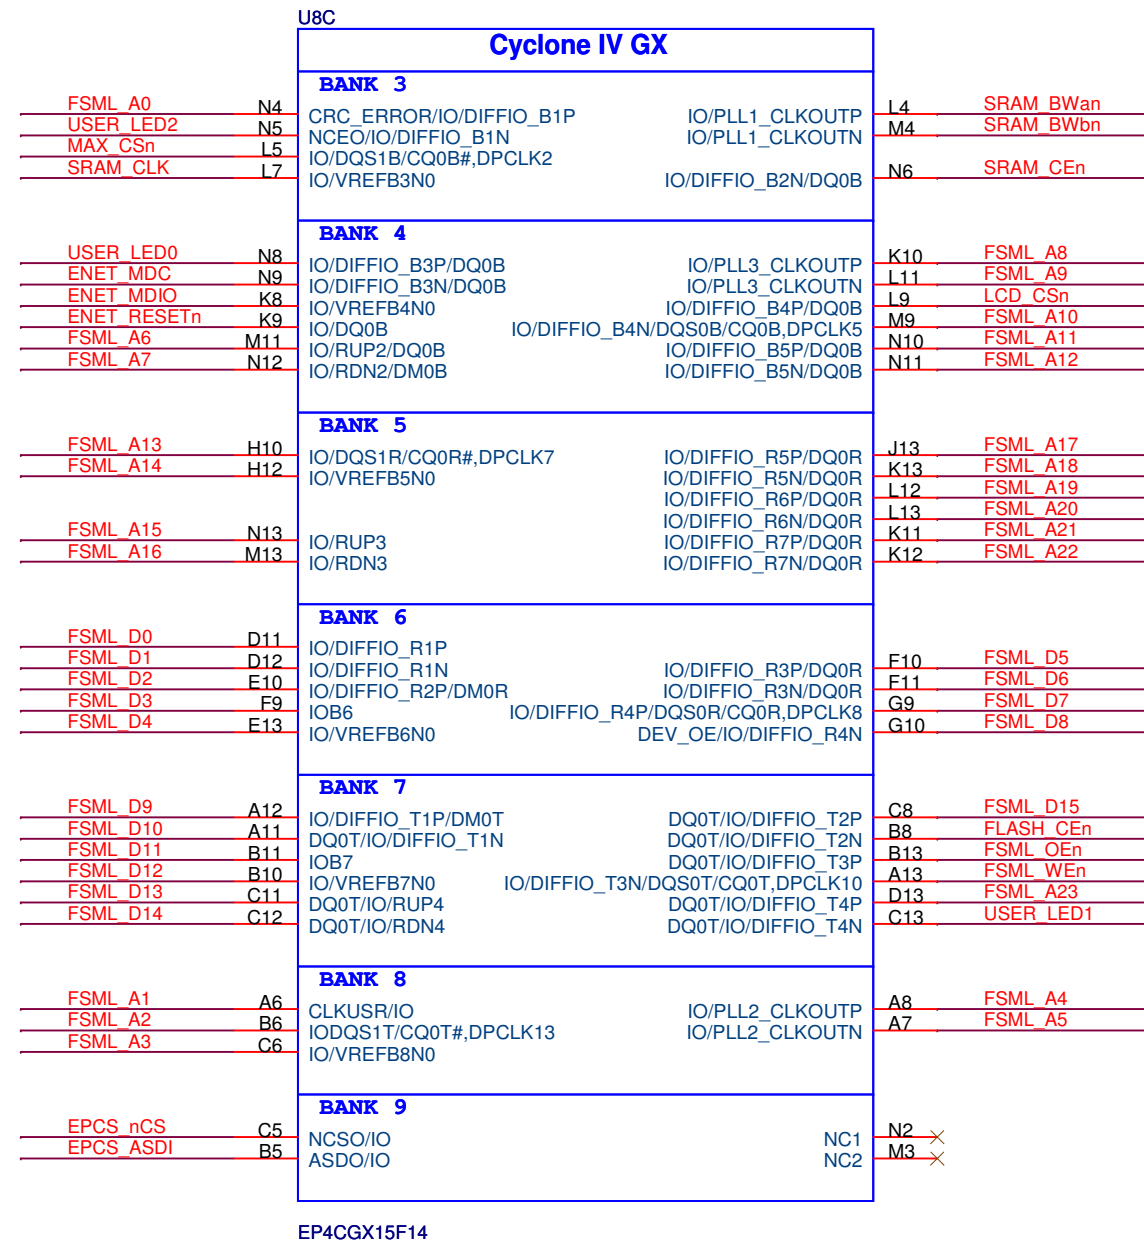 U8C
Cyclone IV GX
BANK 3
FSML_A0 N4 CRC_ERROR/IO/DIFFIO_B1P IO/PLL1_CLKOUTP L4 SRAM_BWan
USER_LED2 N5 NCEO/IO/DIFFIO_B1N IO/PLL1_CLKOUTN M4 SRAM_BWbn
MAX_CSn L5 IO/DQS1B/CQ0B#,DPCLK2
SRAM_CLK L7 IO/VREFB3N0 IO/DIFFIO_B2N/DQ0B N6 SRAM_CEn
BANK 4
USER_LED0 N8 IO/DIFFIO_B3P/DQ0B IO/PLL3_CLKOUTP K10 FSML_A8
ENET_MDC N9 IO/DIFFIO_B3N/DQ0B IO/PLL3_CLKOUTN L11 FSML_A9
ENET_MDIO K8 IO/VREFB4N0 IO/DIFFIO_B4P/DQ0B L9 LCD_CSn
ENET_RESETn K9 IO/DQ0B IO/DIFFIO_B4N/DQS0B/CQ0B,DPCLK5 M9 FSML_A10
FSML_A6 M11 IO/RUP2/DQ0B IO/DIFFIO_B5P/DQ0B N10 FSML_A11
FSML_A7 N12 IO/RDN2/DM0B IO/DIFFIO_B5N/DQ0B N11 FSML_A12
BANK 5
FSML_A13 H10 IO/DQS1R/CQ0R#,DPCLK7 IO/DIFFIO_R5P/DQ0R J13 FSML_A17
FSML_A14 H12 IO/VREFB5N0 IO/DIFFIO_R5N/DQ0R K13 FSML_A18
IO/DIFFIO_R6P/DQ0R L12 FSML_A19
IO/DIFFIO_R6N/DQ0R L13 FSML_A20
FSML_A15 N13 IO/RUP3 IO/DIFFIO_R7P/DQ0R K11 FSML_A21
FSML_A16 M13 IO/RDN3 IO/DIFFIO_R7N/DQ0R K12 FSML_A22
BANK 6
FSML_D0 D11 IO/DIFFIO_R1P
FSML_D1 D12 IO/DIFFIO_R1N IO/DIFFIO_R3P/DQ0R F10 FSML_D5
FSML_D2 E10 IO/DIFFIO_R2P/DM0R IO/DIFFIO_R3N/DQ0R F11 FSML_D6
FSML_D3 F9 IOB6 IO/DIFFIO_R4P/DQS0R/CQ0R,DPCLK8 G9 FSML_D7
FSML_D4 E13 IO/VREFB6N0 DEV_OE/IO/DIFFIO_R4N G10 FSML_D8
BANK 7
FSML_D9 A12 IO/DIFFIO_T1P/DM0T DQ0T/IO/DIFFIO_T2P C8 FSML_D15
FSML_D10 A11 DQ0T/IO/DIFFIO_T1N DQ0T/IO/DIFFIO_T2N B8 FLASH_CEn
FSML_D11 B11 IOB7 DQ0T/IO/DIFFIO_T3P B13 FSML_OEn
FSML_D12 B10 IO/VREFB7N0 IO/DIFFIO_T3N/DQS0T/CQ0T,DPCLK10 A13 FSML_WEn
FSML_D13 C11 DQ0T/IO/RUP4 DQ0T/IO/DIFFIO_T4P D13 FSML_A23
FSML_D14 C12 DQ0T/IO/RDN4 DQ0T/IO/DIFFIO_T4N C13 USER_LED1
BANK 8
FSML_A1 A6 CLKUSR/IO IO/PLL2_CLKOUTP A8 FSML_A4
FSML_A2 B6 IODQS1T/CQ0T#,DPCLK13 IO/PLL2_CLKOUTN A7 FSML_A5
FSML_A3 C6 IO/VREFB8N0
BANK 9
EPCS_nCS C5 NCSO/IO NC1 N2
EPCS_ASDI B5 ASDO/IO NC2 M3
EP4CGX15F14